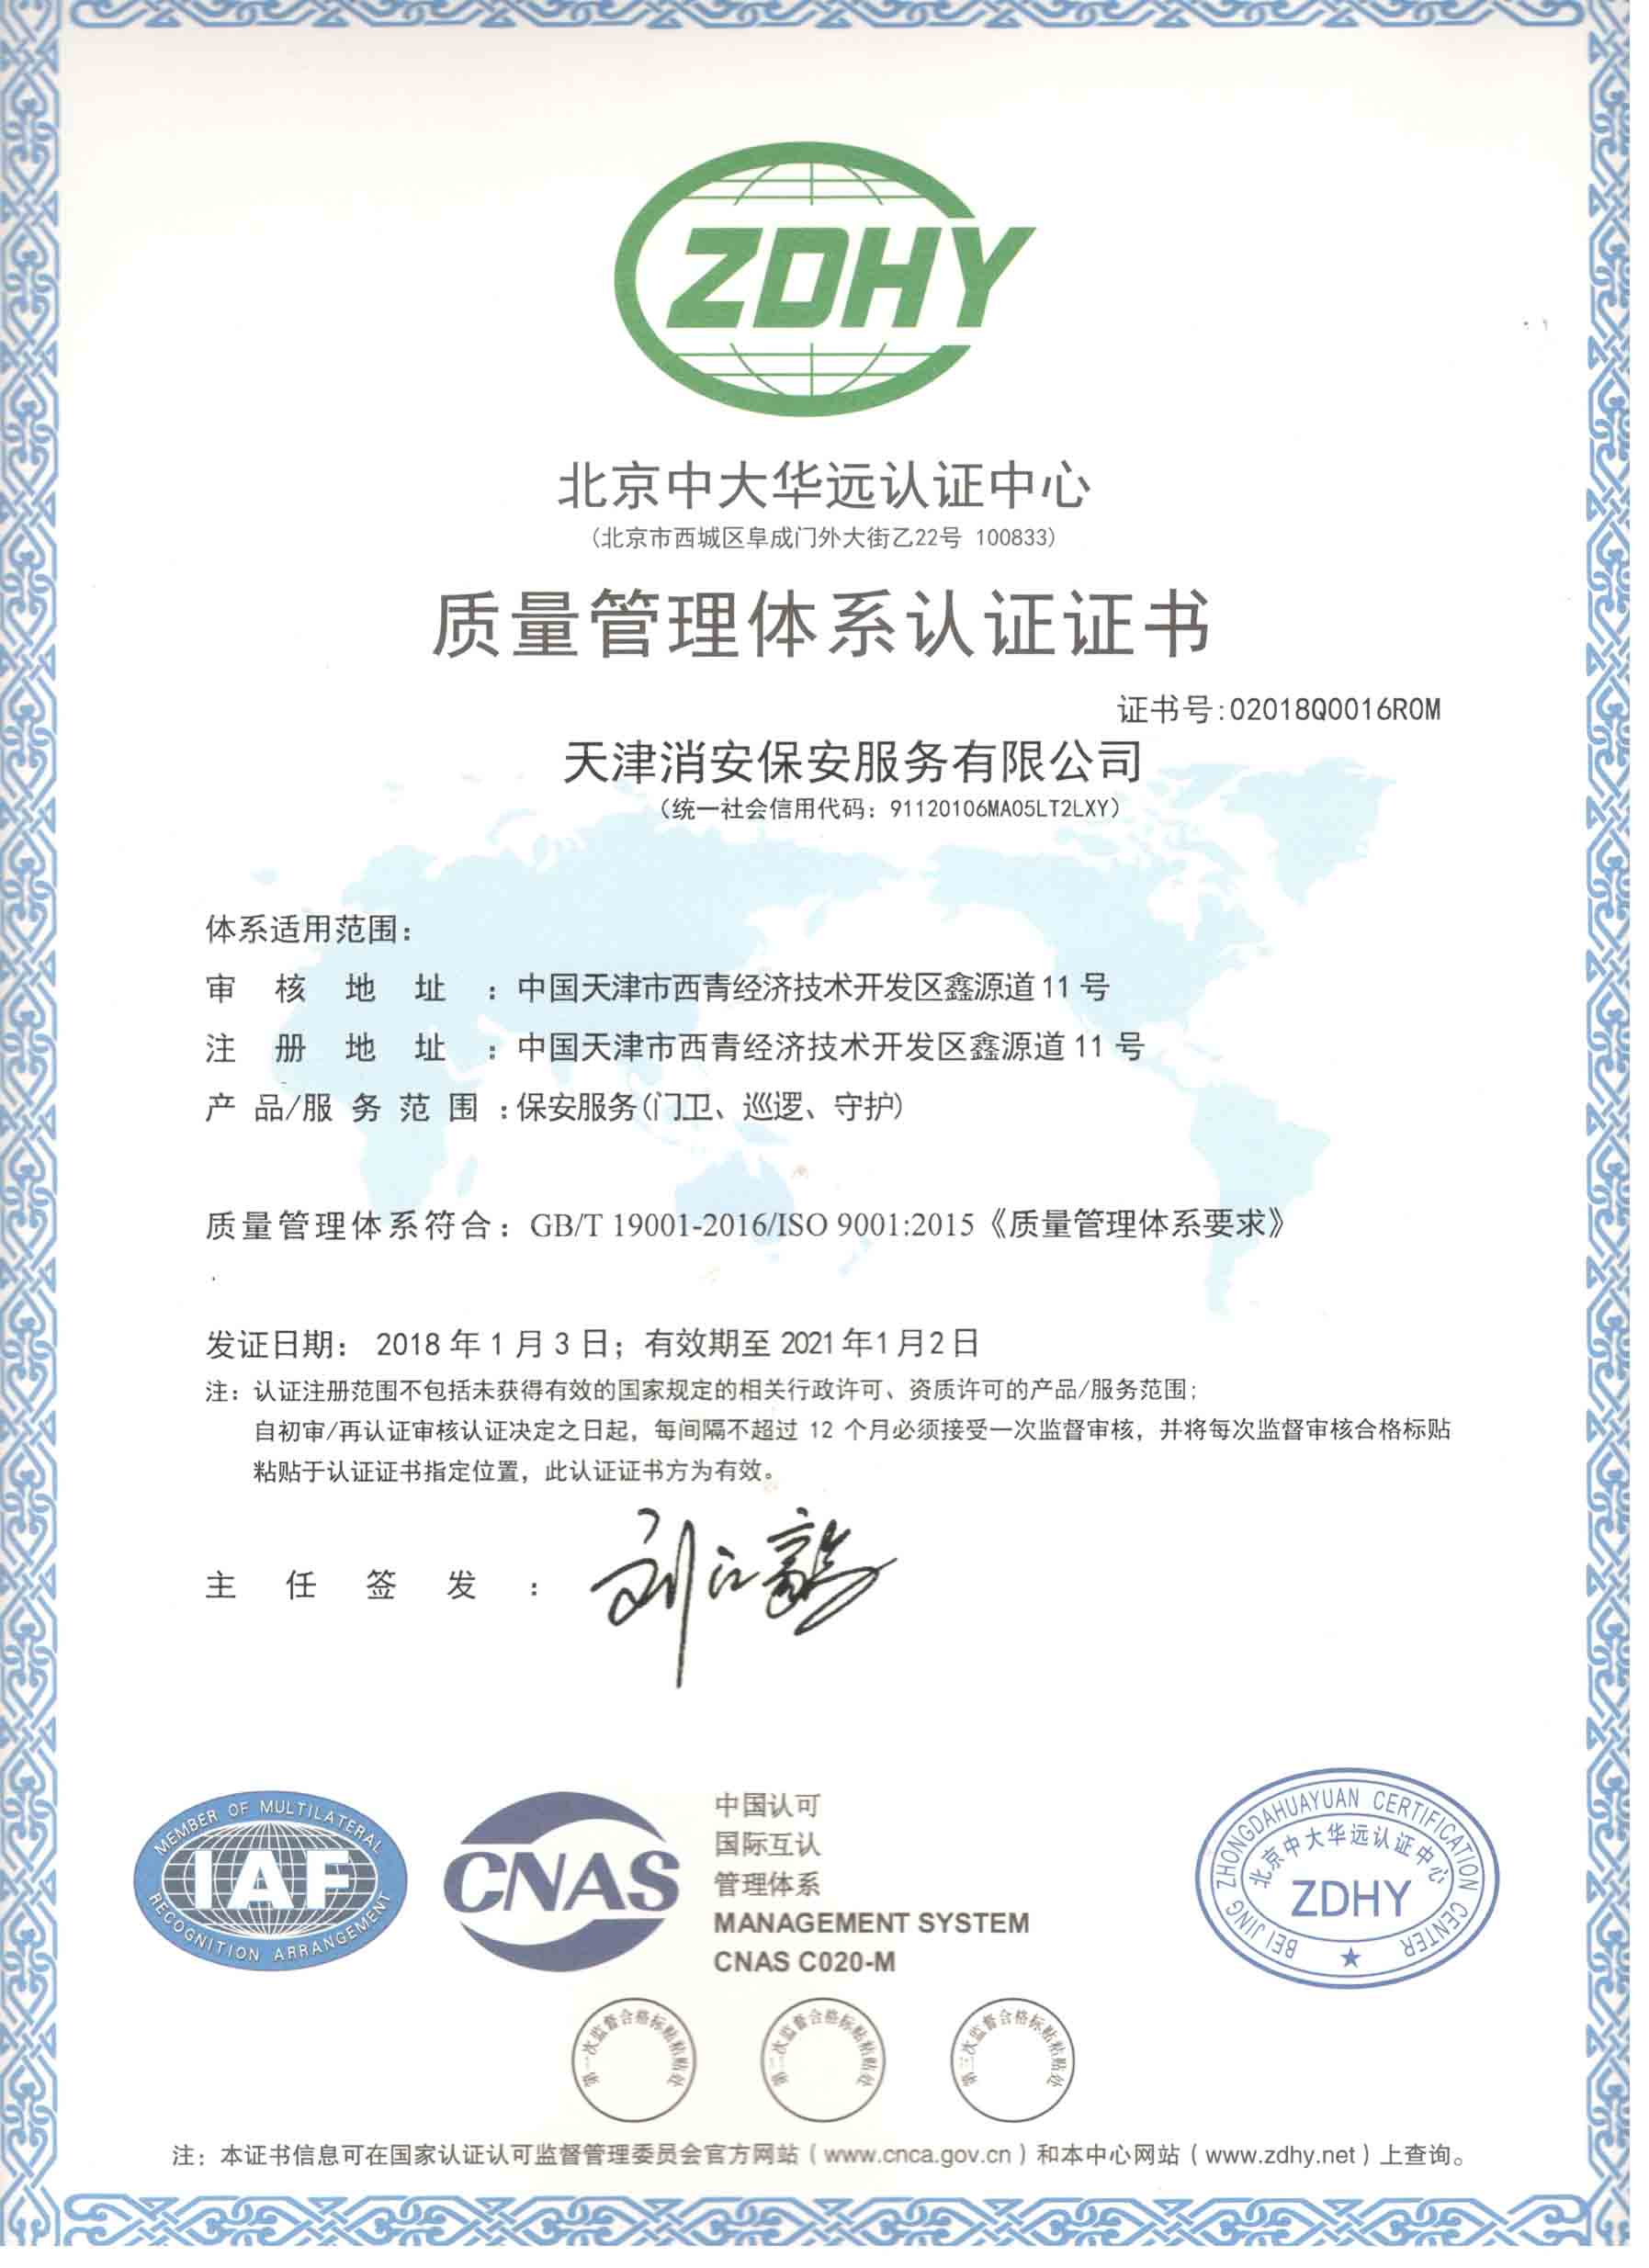 ZDHY
北京中大华远认证中心
(北京市西城区阜成门外大街乙22号 100833)
质量管理体系认证证书
证书号:02018Q0016R0M
天津消安保安服务有限公司
(统一社会信用代码: 91120106MA05LT2LXY)
体系适用范围:
审核地址:中国天津市西青经济技术开发区鑫源道11号
注册地址:中国天津市西青经济技术开发区鑫源道11号
产品/服务范围:保安服务(门卫、巡逻、守护)
质量管理体系符合: GB/T 19001-2016/ISO 9001:2015《质量管理体系要求》
发证日期: 2018年1月3日; 有效期至2021年1月2日
注: 认证注册范围不包括未获得有效的国家规定的相关行政许可、资质许可的产品/服务范围;
自初审/再认证审核认证决定之日起, 每间隔不超过 12 个月必须接受一次监督审核, 并将每次监督审核合格标贴
粘贴于认证证书指定位置, 此认证证书方为有效。
主任签发:
MEMBER OF MULTILATERAL
IAF
RECOGNITION ARRANGEMENT
CNAS
中国认可
国际互认
管理体系
MANAGEMENT SYSTEM
CNAS C020-M
BEI JING ZHONGDAHUAYUAN CERTIFICATION CENTER
北京中大华远认证中心
ZDHY
第一次监督合格标贴粘贴处
第二次监督合格标贴粘贴处
第三次监督合格标贴粘贴处
注: 本证书信息可在国家认证认可监督管理委员会官方网站 ( www.cnca.gov.cn ) 和本中心网站 ( www.zdhy.net ) 上查询。